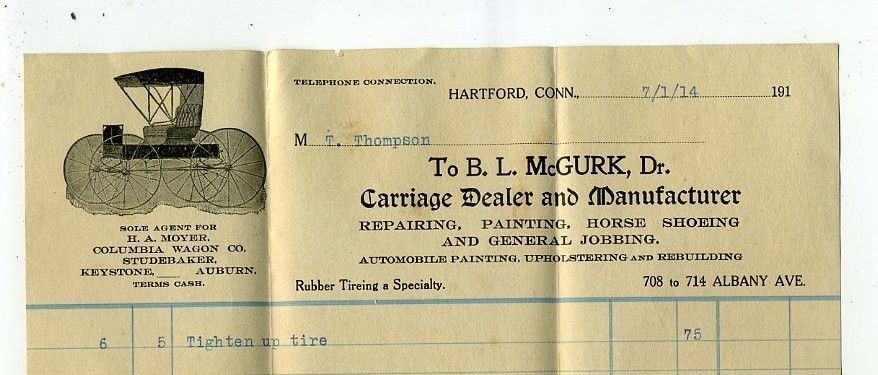 TELEPHONE CONNECTION.
HARTFORD, CONN., 7/1/14 191
M T. Thompson
To B. L. McGURK, Dr.
Carriage Dealer and Manufacturer
REPAIRING, PAINTING, HORSE SHOEING
AND GENERAL JOBBING.
AUTOMOBILE PAINTING, UPHOLSTERING AND REBUILDING
SOLE AGENT FOR
H. A. MOYER,
COLUMBIA WAGON CO.
STUDEBAKER,
KEYSTONE, AUBURN.
TERMS CASH.
Rubber Tireing a Specialty. 708 to 714 ALBANY AVE.
6 5 Tighten up tire 75